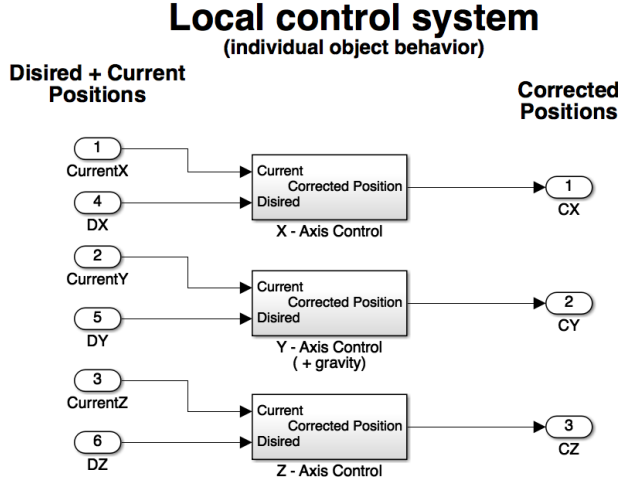 Local control system
(individual object behavior)
Disired + Current
Positions
Corrected
Positions
1
CurrentX
4
DX
Current
Corrected Position
Disired
X - Axis Control
1
CX
2
CurrentY
5
DY
Current
Corrected Position
Disired
Y - Axis Control
( + gravity)
2
CY
3
CurrentZ
6
DZ
Current
Corrected Position
Disired
Z - Axis Control
3
CZ